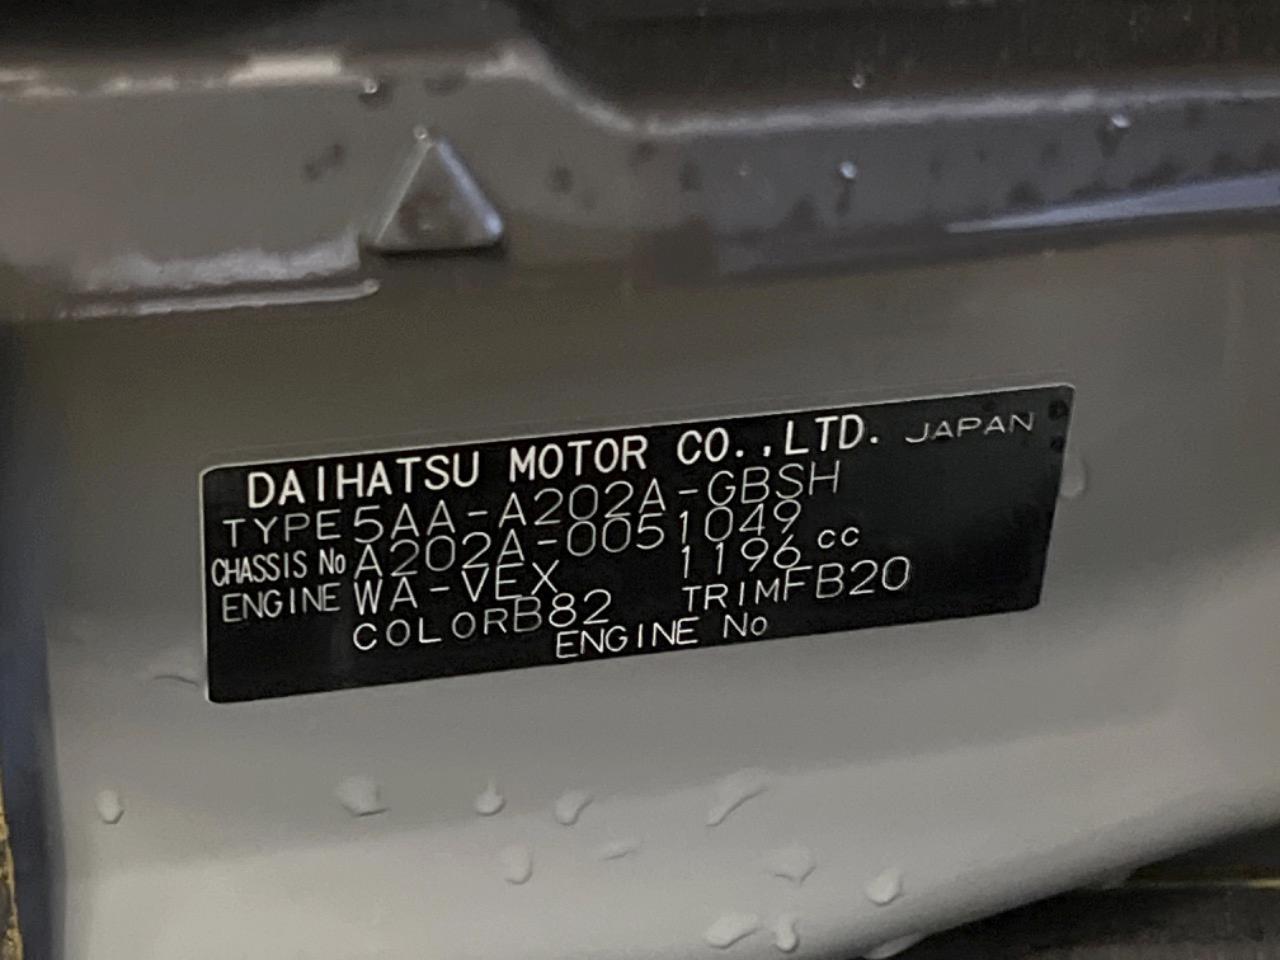 DAIHATSU MOTOR CO.,LTD. JAPAN
TYPE 5AA-A202A-GBSH
CHASSIS No A202A-0051049
ENGINE WA-VEX 1196 cc
COLOR B82 TRIM FB20
ENGINE No